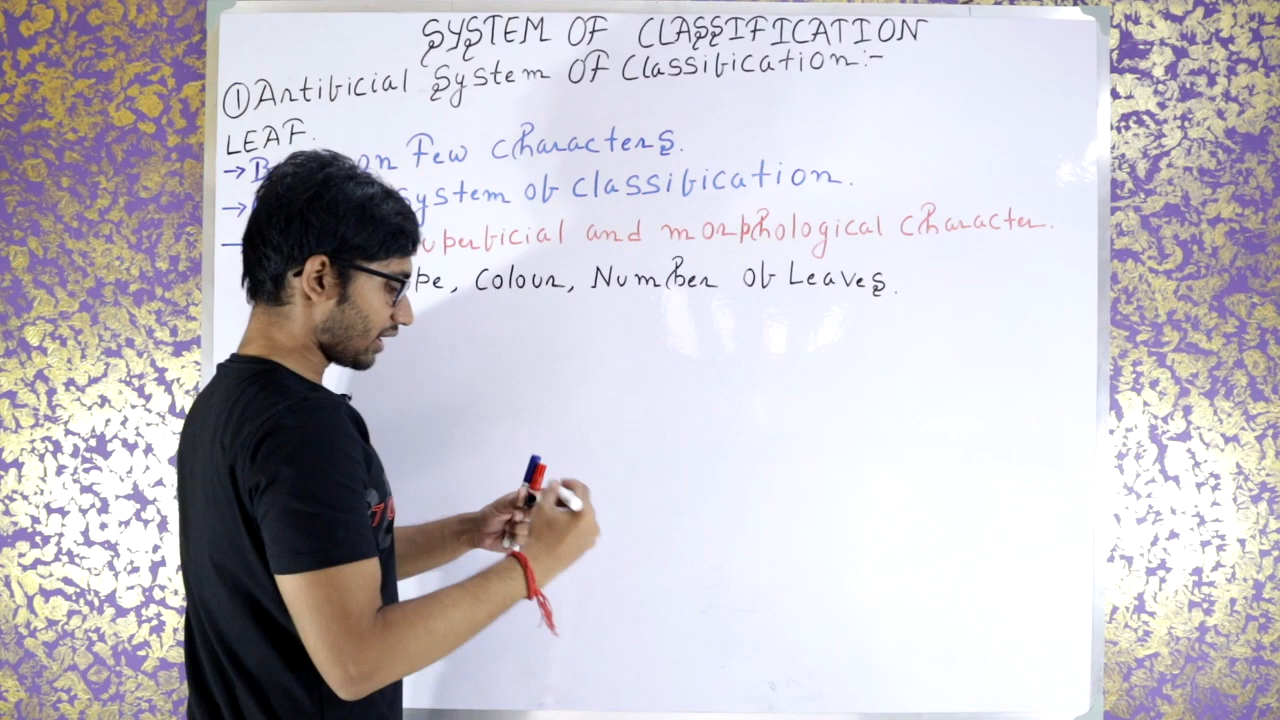 SYSTEM OF CLASSIFICATION
① Artificial System Of Classification:-
LEAF.
→ on Few characters.
→ system of classification.
and morphological character.
, Colour, Number of Leaves.